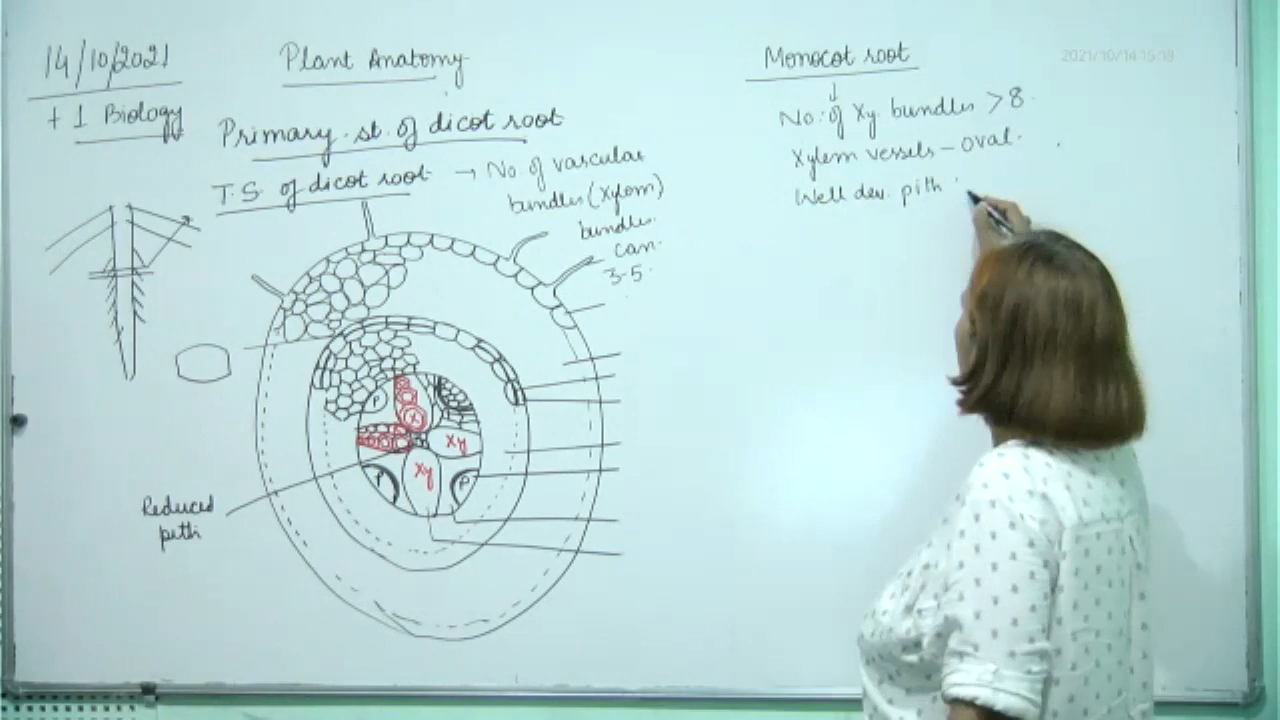 14/10/2021
+1 Biology
Plant Anatomy
Primary st. of dicot root
T.S. of dicot root → No. of vascular
bundles (Xylem)
bundles.
can.
3-5.
P
X
Xy
Xy
P
P
Reduced
pith
Monocot root
↓
No: of Xy. bundles >8.
Xylem vessels - oval.
Well dev. pith
2021/10/14 15:18